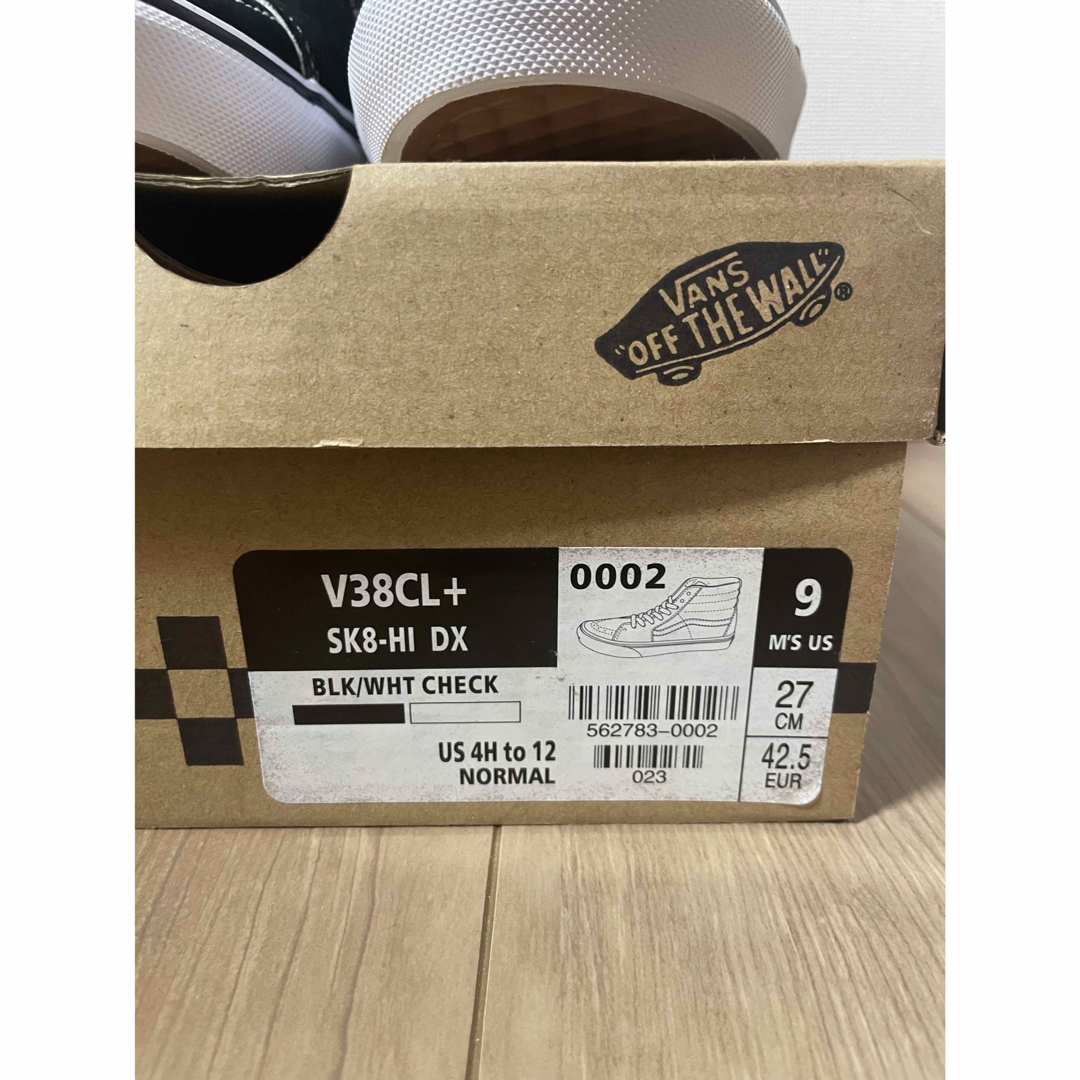 VANS
"OFF THE WALL"
®
V38CL+
SK8-HI DX
0002
9
M'S US
BLK/WHT CHECK
27
CM
562783-0002
US 4H to 12
NORMAL
023
42.5
EUR